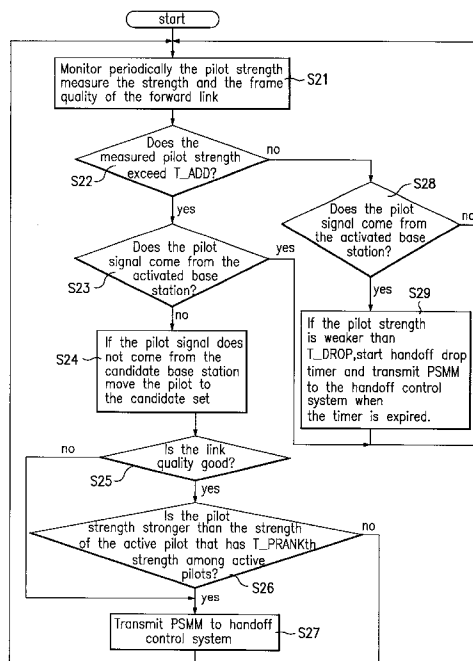 start
Monitor periodically the pilot strength
measure the strength and the frame
quality of the forward link
S21
Does the
measured pilot strength
exceed T_ADD?
S22
no
yes
S28
Does the pilot
signal come from
the activated base
station?
no
yes
Does the pilot
signal come from the
activated base
station?
S23
yes
no
S29
If the pilot strength
is weaker than
T_DROP,start handoff drop
timer and transmit PSMM
to the handoff control
system when
the timer is expired.
S24
If the pilot signal does
not come from the
candidate base station
move the pilot to
the candidate set
no
Is the link
quality good?
S25
yes
Is the pilot
strength stronger than the strength
of the active pilot that has T_PRANKth
strength among active
pilots?
no
S26
yes
Transmit PSMM to handoff
control system
S27